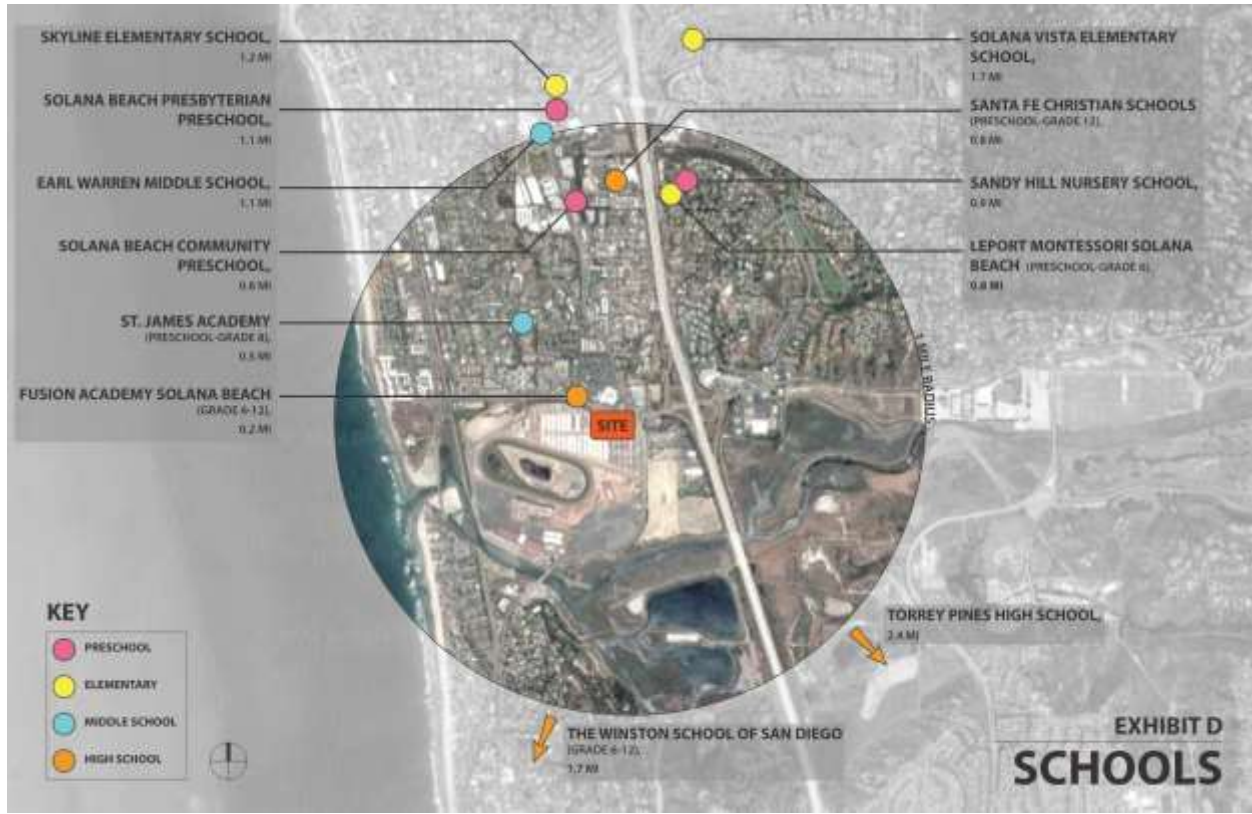 SKYLINE ELEMENTARY SCHOOL,
1.2 MI
SOLANA BEACH PRESBYTERIAN
PRESCHOOL,
1.1 MI
EARL WARREN MIDDLE SCHOOL,
1.1 MI
SOLANA BEACH COMMUNITY
PRESCHOOL,
0.8 MI
ST. JAMES ACADEMY
(PRESCHOOL-GRADE 8),
0.5 MI
FUSION ACADEMY SOLANA BEACH
(GRADE 6-12),
0.2 MI
SOLANA VISTA ELEMENTARY
SCHOOL,
1.7 MI
SANTA FE CHRISTIAN SCHOOLS
(PRESCHOOL-GRADE 12),
0.8 MI
SANDY HILL NURSERY SCHOOL,
0.9 MI
LEPORT MONTESSORI SOLANA
BEACH (PRESCHOOL-GRADE 6),
0.8 MI
1 MILE RADIUS
SITE
TORREY PINES HIGH SCHOOL,
2.4 MI
THE WINSTON SCHOOL OF SAN DIEGO
(GRADE 6-12),
1.7 MI
KEY
PRESCHOOL
ELEMENTARY
MIDDLE SCHOOL
HIGH SCHOOL
EXHIBIT D
SCHOOLS